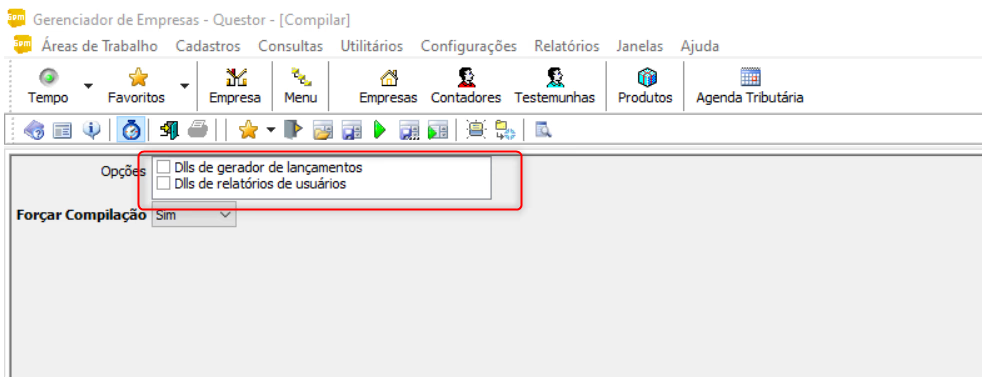 Gerenciador de Empresas - Questor - [Compilar]
Áreas de Trabalho Cadastros Consultas Utilitários Configurações Relatórios Janelas Ajuda
Tempo Favoritos Empresa Menu Empresas Contadores Testemunhas Produtos Agenda Tributária
Opções
Dlls de gerador de lançamentos
Dlls de relatórios de usuários
Forçar Compilação Sim